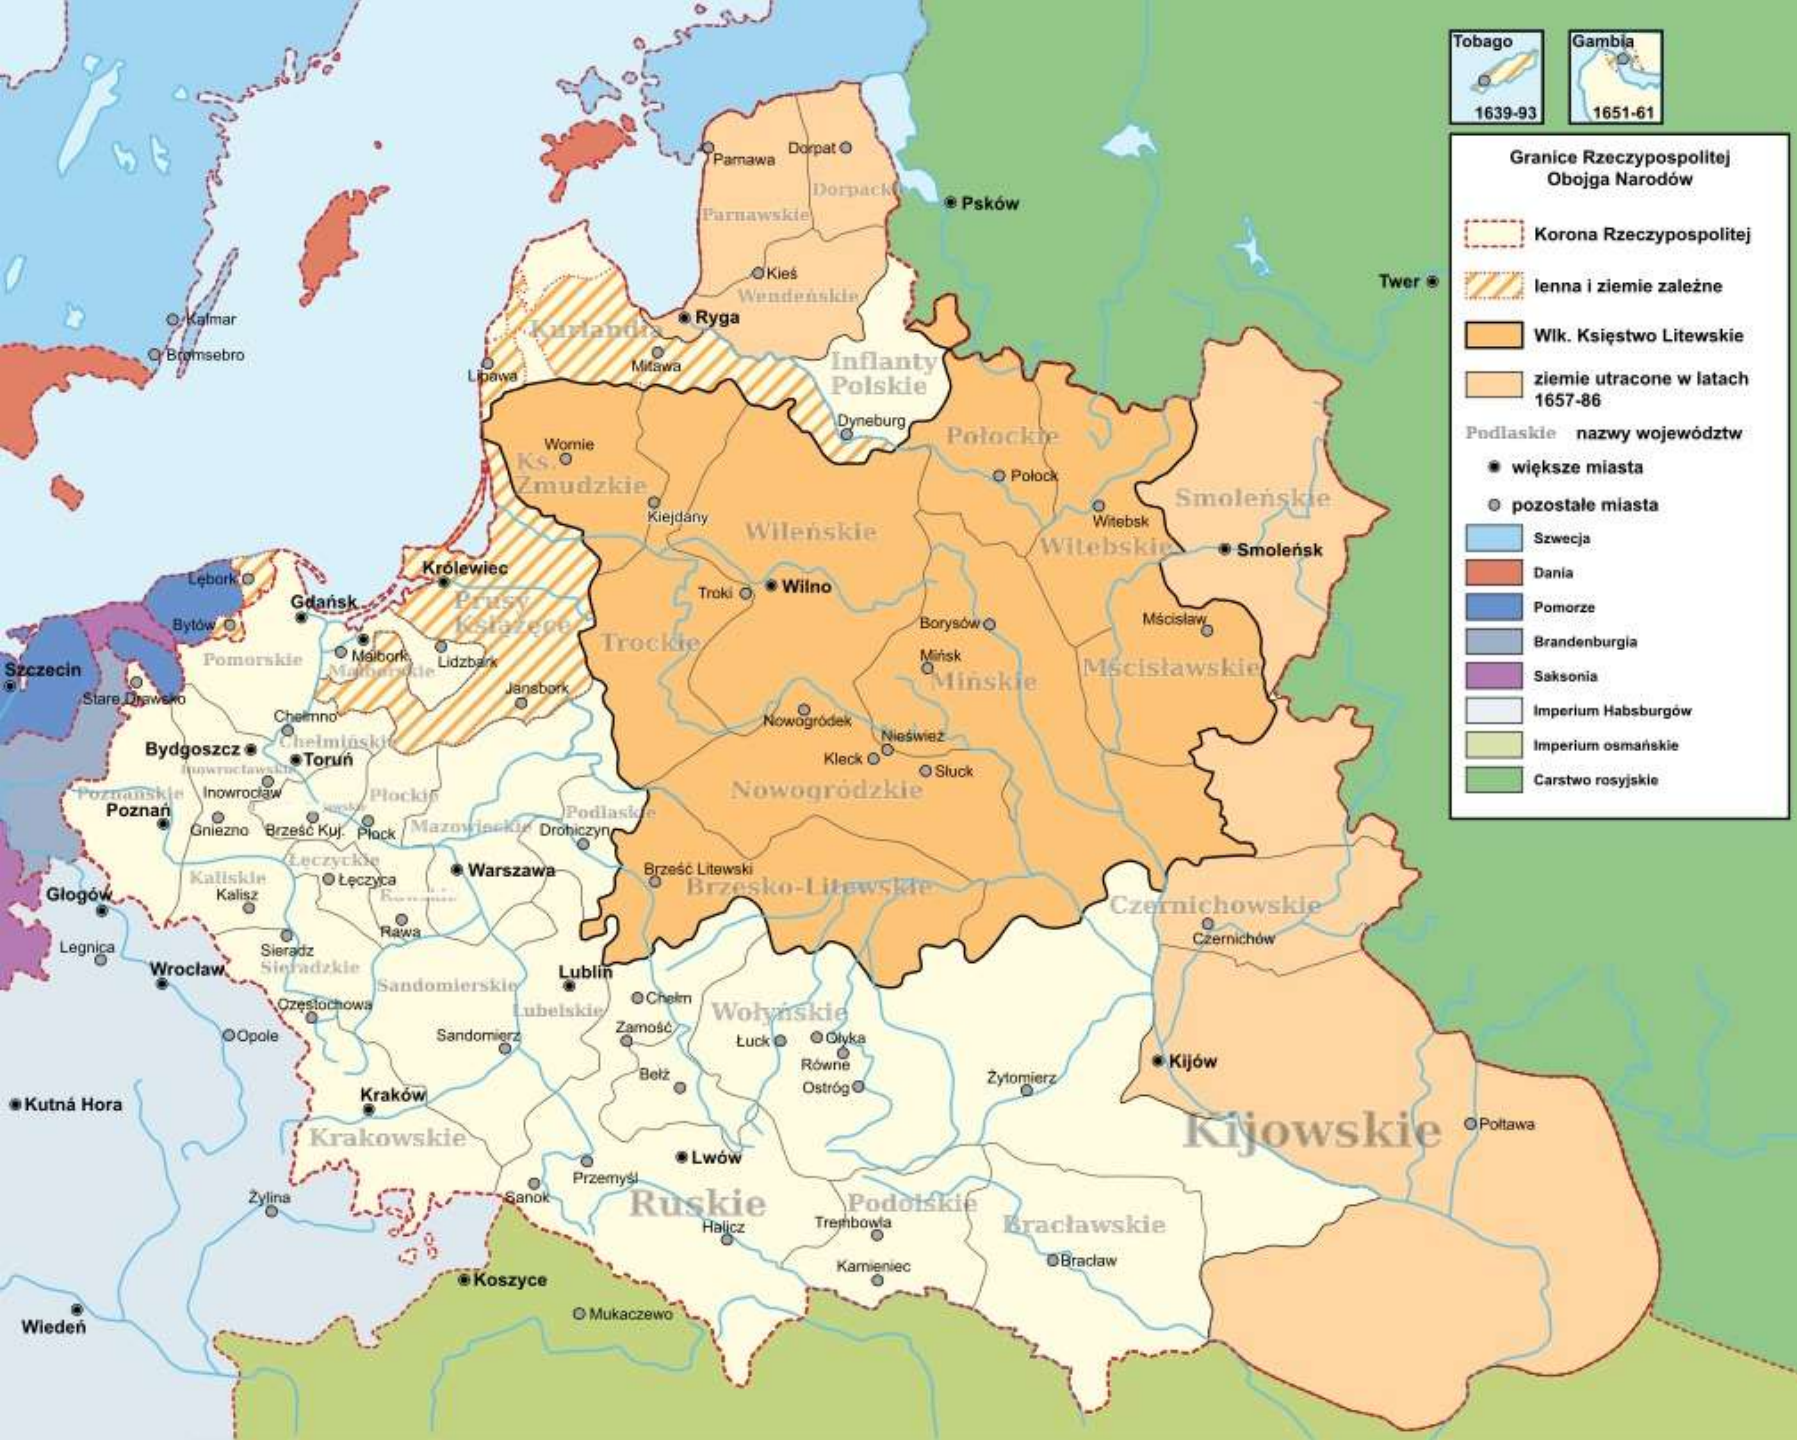 Tobago
1639-93
Gambia
1651-61
Granice Rzeczypospolitej
Obojga Narodów
Korona Rzeczypospolitej
lenna i ziemie zależne
Wlk. Księstwo Litewskie
ziemie utracone w latach
1657-86
Podlaskie nazwy województw
większe miasta
pozostałe miasta
Szwecja
Dania
Pomorze
Brandenburgia
Saksonia
Imperium Habsburgów
Imperium osmańskie
Carstwo rosyjskie
Parnawa
Dorpat
Dorpackie
Parnawskie
Psków
Kieś
Wendeńskie
Twer
Kalmar
Bromsebro
Ryga
Kurlandia
Mitawa
Lipawa
Inflanty
Polskie
Dyneburg
Wornie
Ks.
Żmudzkie
Kiejdany
Połockie
Połock
Witebsk
Witebskie
Smoleńskie
Smoleńsk
Wileńskie
Wilno
Troki
Trockie
Królewiec
Prusy
Książęce
Lębork
Bytów
Gdańsk
Malbork
Malborskie
Lidzbark
Jansbork
Pomorskie
Szczecin
Stare Drawsko
Borysów
Mińsk
Mińskie
Mścisław
Mścisławskie
Nowogródek
Nieśwież
Kleck
Słuck
Nowogródzkie
Chełmno
Chełmińskie
Bydgoszcz
Toruń
Inowrocławskie
Inowrocław
Poznańskie
Poznań
Gniezno
Brześć Kuj.
Płockie
Płock
Mazowieckie
Podlaskie
Drohiczyn
Warszawa
Łęczyckie
Łęczyca
Kaliskie
Kalisz
Rawa
Brześć Litewski
Brzesko-Litewskie
Czernichowskie
Czernichów
Głogów
Legnica
Wrocław
Sieradz
Sieradzkie
Częstochowa
Opole
Sandomierskie
Sandomierz
Lublin
Lubelskie
Chełm
Zamość
Bełż
Wołyńskie
Łuck
Ołyka
Równe
Ostróg
Żytomierz
Kijów
Kijowskie
Połtawa
Kutná Hora
Kraków
Krakowskie
Lwów
Przemyśl
Sanok
Ruskie
Halicz
Podolskie
Trembowla
Kamieniec
Bracławskie
Bracław
Żylina
Koszyce
Mukaczewo
Wiedeń